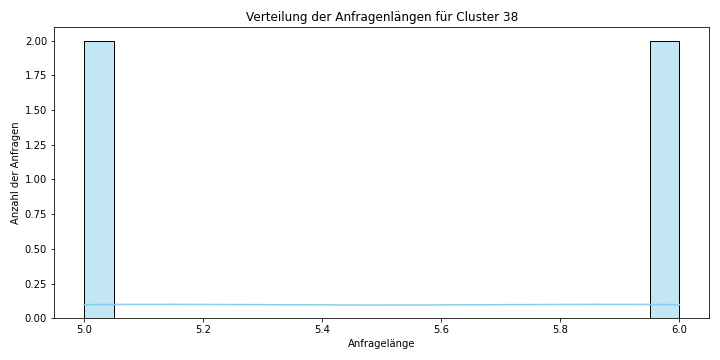 Verteilung der Anfragenlängen für Cluster 38
Anzahl der Anfragen
2.00
1.75
1.50
1.25
1.00
0.75
0.50
0.25
0.00
5.0 5.2 5.4 5.6 5.8 6.0
Anfragelänge